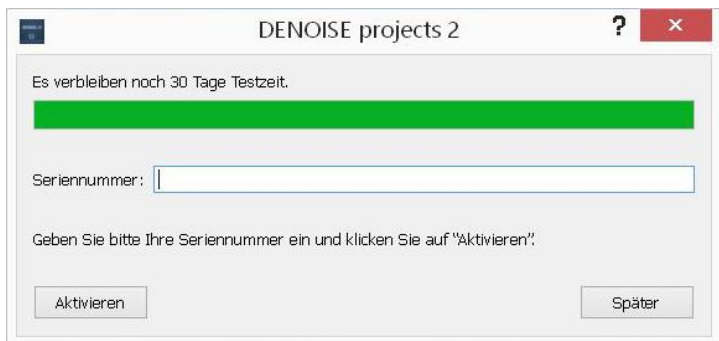 DENOISE projects 2
?
Es verbleiben noch 30 Tage Testzeit.
Seriennummer:
Geben Sie bitte Ihre Seriennummer ein und klicken Sie auf "Aktivieren".
Aktivieren
Später